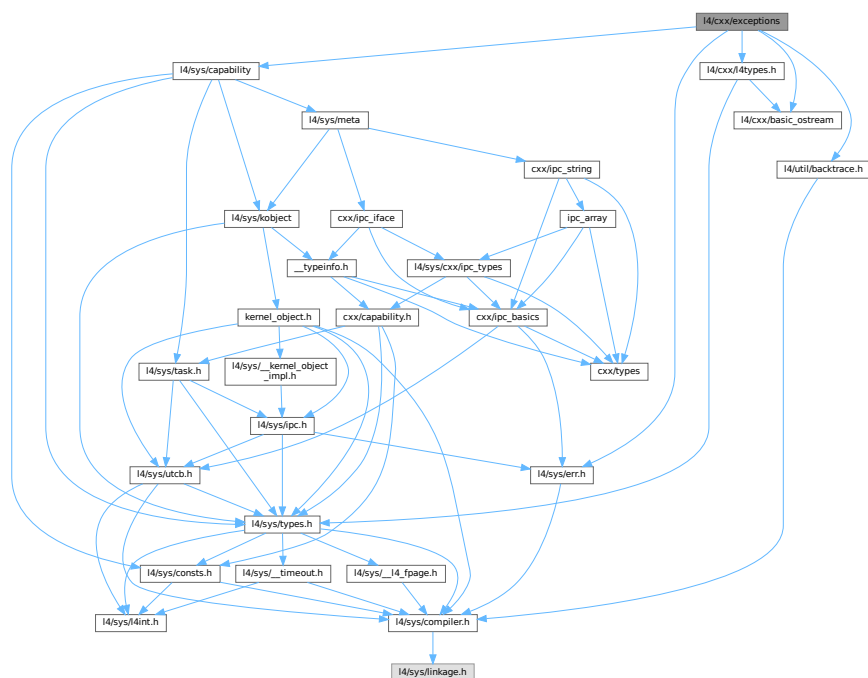 l4/cxx/exceptions
l4/sys/capability
l4/cxx/l4types.h
l4/sys/meta
l4/cxx/basic_ostream
cxx/ipc_string
l4/util/backtrace.h
l4/sys/kobject
cxx/ipc_iface
ipc_array
__typeinfo.h
l4/sys/cxx/ipc_types
kernel_object.h
cxx/capability.h
cxx/ipc_basics
l4/sys/task.h
l4/sys/__kernel_object
_impl.h
cxx/types
l4/sys/ipc.h
l4/sys/utcb.h
l4/sys/err.h
l4/sys/types.h
l4/sys/consts.h
l4/sys/__timeout.h
l4/sys/__l4_fpage.h
l4/sys/l4int.h
l4/sys/compiler.h
l4/sys/linkage.h